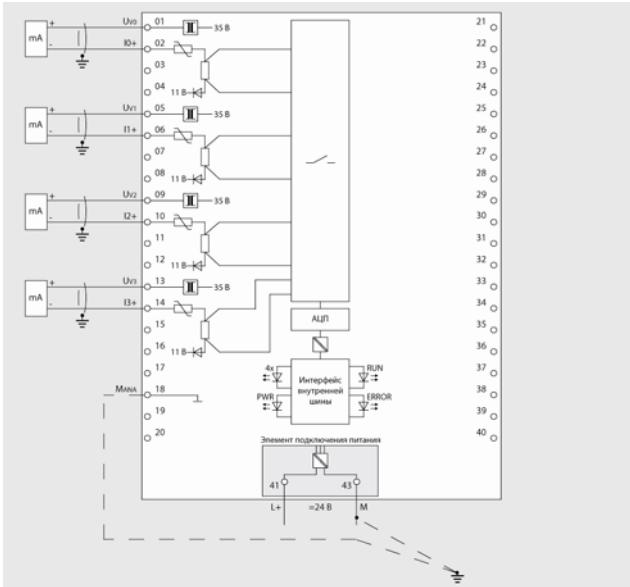 mA + - Uv0 01 35 В 21
I0+ 02 22
03 23
04 11 В 24
mA + - Uv1 05 35 В 25
I1+ 06 26
07 27
08 11 В 28
mA + - Uv2 09 35 В 29
I2+ 10 30
11 31
12 11 В 32
mA + - Uv3 13 35 В 33
I3+ 14 34
15 АЦП 35
16 11 В 36
17 4x RUN 37
MANA 18 Интерфейс внутренней шины 38
PWR ERROR
19 39
20 40
Элемент подключения питания
41 43
L+ =24 В M